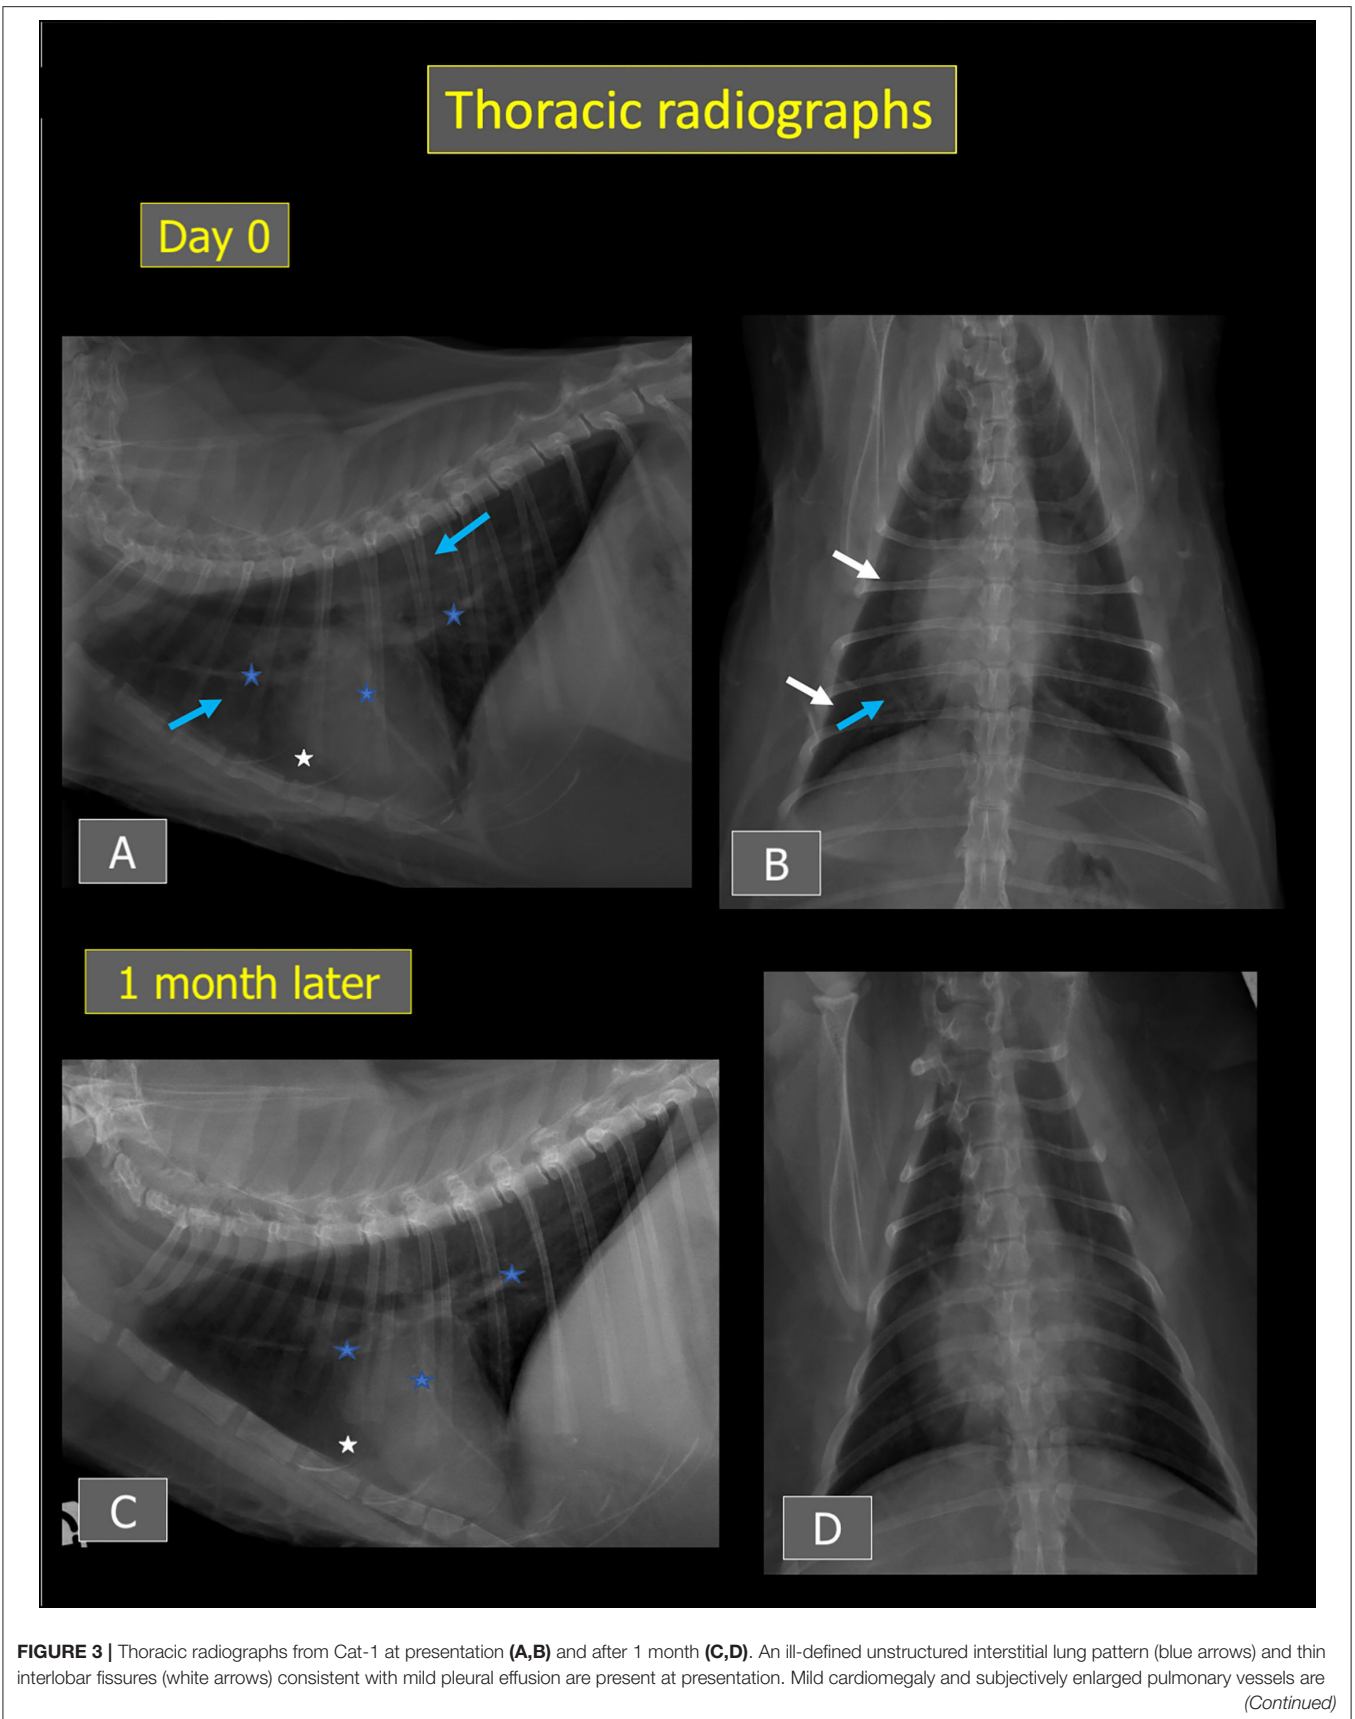 Thoracic radiographs
Day 0
A
B
1 month later
C
D
FIGURE 3 | Thoracic radiographs from Cat-1 at presentation (A,B) and after 1 month (C,D). An ill-defined unstructured interstitial lung pattern (blue arrows) and thin
interlobar fissures (white arrows) consistent with mild pleural effusion are present at presentation. Mild cardiomegaly and subjectively enlarged pulmonary vessels are
(Continued)